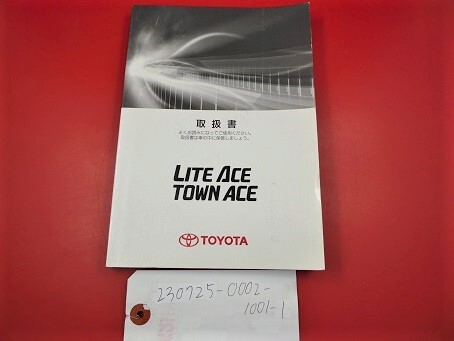 取扱書
よくお読みになってご使用ください。
取扱書は車の中に保管しましょう。
LITE ACE
TOWN ACE
TOYOTA
230725-0002-
1001-1